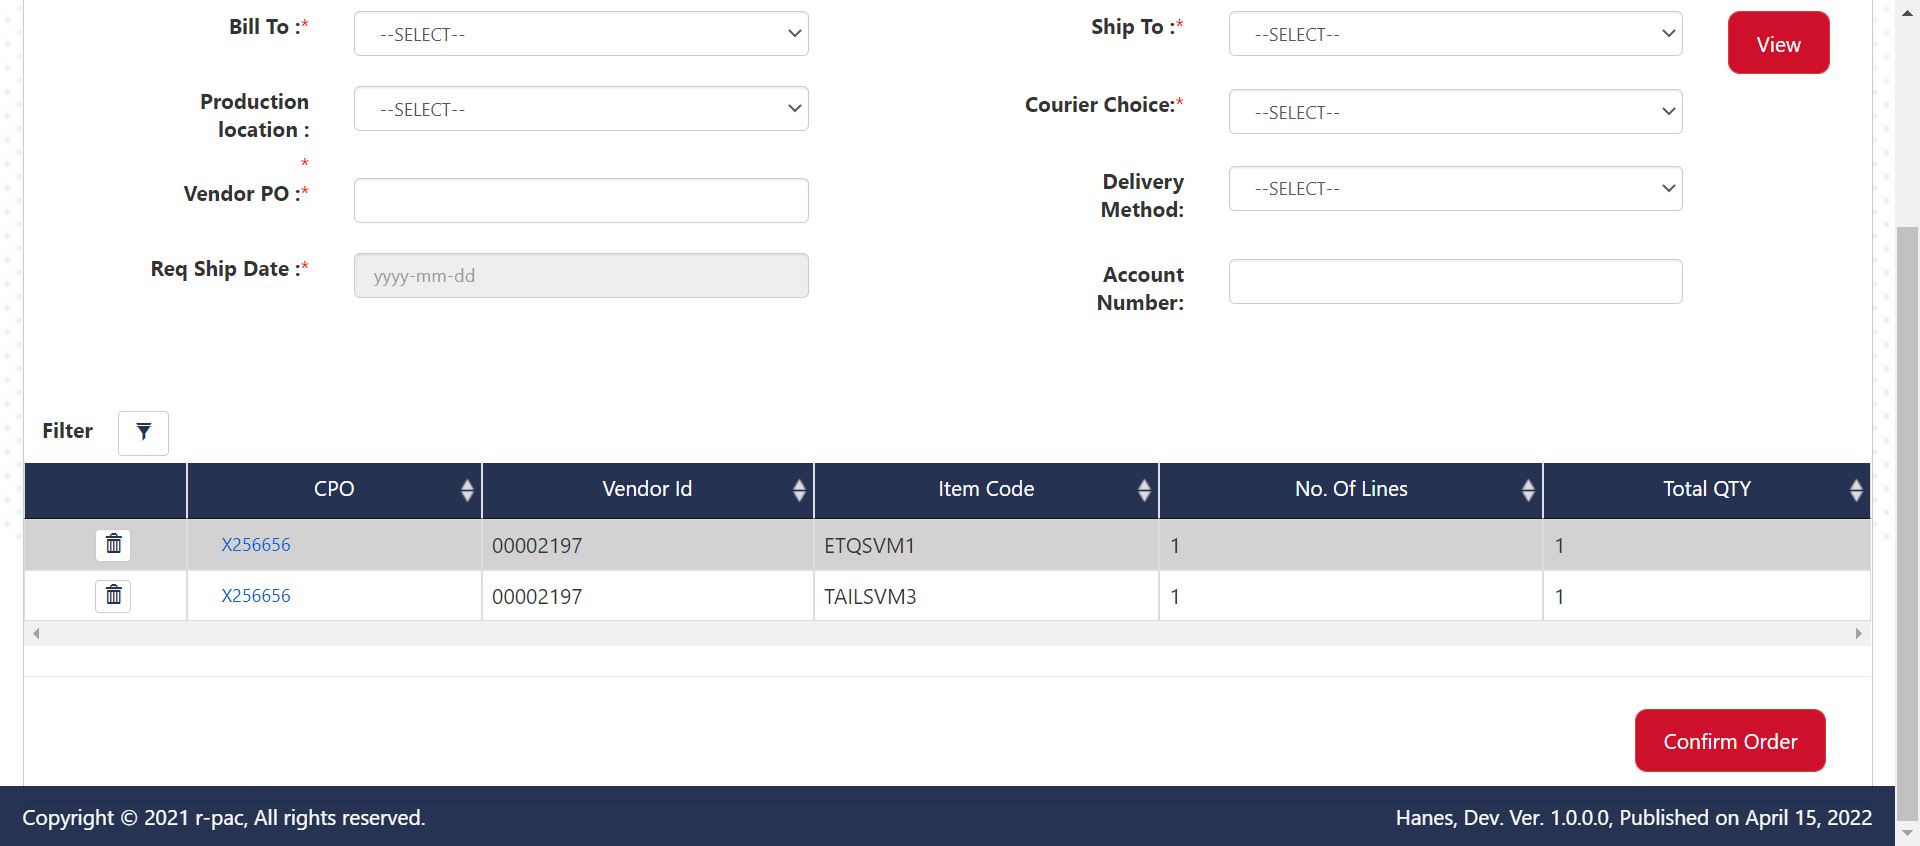 Bill To :*
--SELECT--
Ship To :*
--SELECT--
View
Production
location :
*
--SELECT--
Courier Choice:*
--SELECT--
Vendor PO :*
Delivery
Method:
--SELECT--
Req Ship Date :*
yyyy-mm-dd
Account
Number:
Filter
CPO Vendor Id Item Code No. Of Lines Total QTY
X256656 00002197 ETQSVM1 1 1
X256656 00002197 TAILSVM3 1 1
Confirm Order
Copyright © 2021 r-pac, All rights reserved.
Hanes, Dev. Ver. 1.0.0.0, Published on April 15, 2022